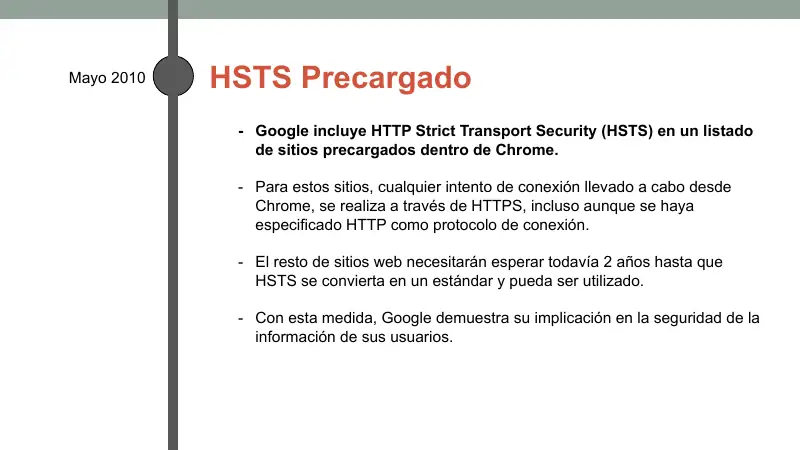 Mayo 2010
HSTS Precargado
- Google incluye HTTP Strict Transport Security (HSTS) en un listado
de sitios precargados dentro de Chrome.
- Para estos sitios, cualquier intento de conexión llevado a cabo desde
Chrome, se realiza a través de HTTPS, incluso aunque se haya
especificado HTTP como protocolo de conexión.
- El resto de sitios web necesitarán esperar todavía 2 años hasta que
HSTS se convierta en un estándar y pueda ser utilizado.
- Con esta medida, Google demuestra su implicación en la seguridad de la
información de sus usuarios.